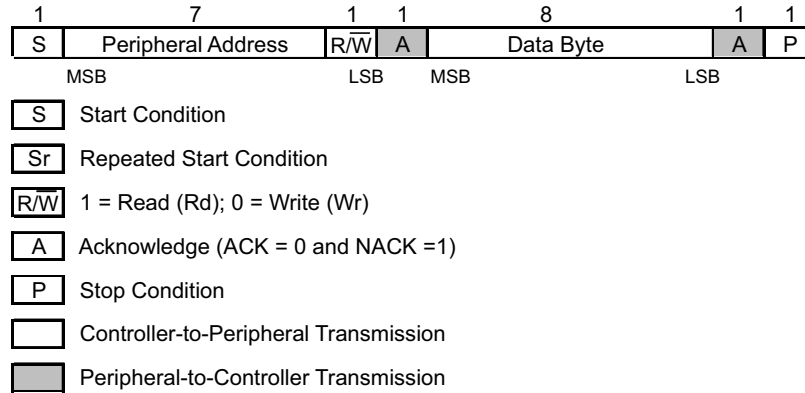 1 7 1 1 8 1 1
S Peripheral Address R/W̅ A Data Byte A P
MSB LSB MSB LSB
S Start Condition
Sr Repeated Start Condition
R/W̅ 1 = Read (Rd); 0 = Write (Wr)
A Acknowledge (ACK = 0 and NACK =1)
P Stop Condition
Controller-to-Peripheral Transmission
Peripheral-to-Controller Transmission